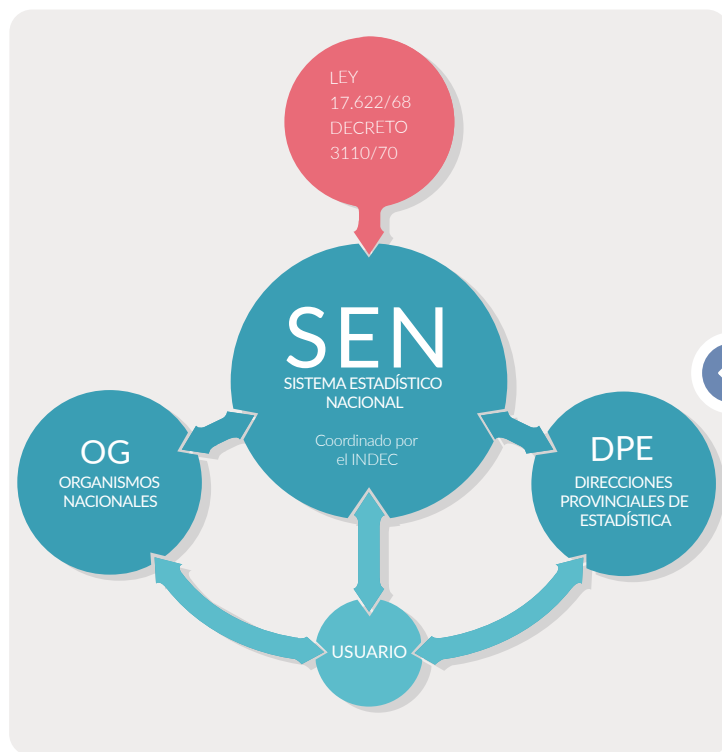 LEY
17.622/68
DECRETO
3110/70
SEN
SISTEMA ESTADÍSTICO
NACIONAL
Coordinado por
el INDEC
OG
ORGANISMOS
NACIONALES
DPE
DIRECCIONES
PROVINCIALES DE
ESTADÍSTICA
USUARIO